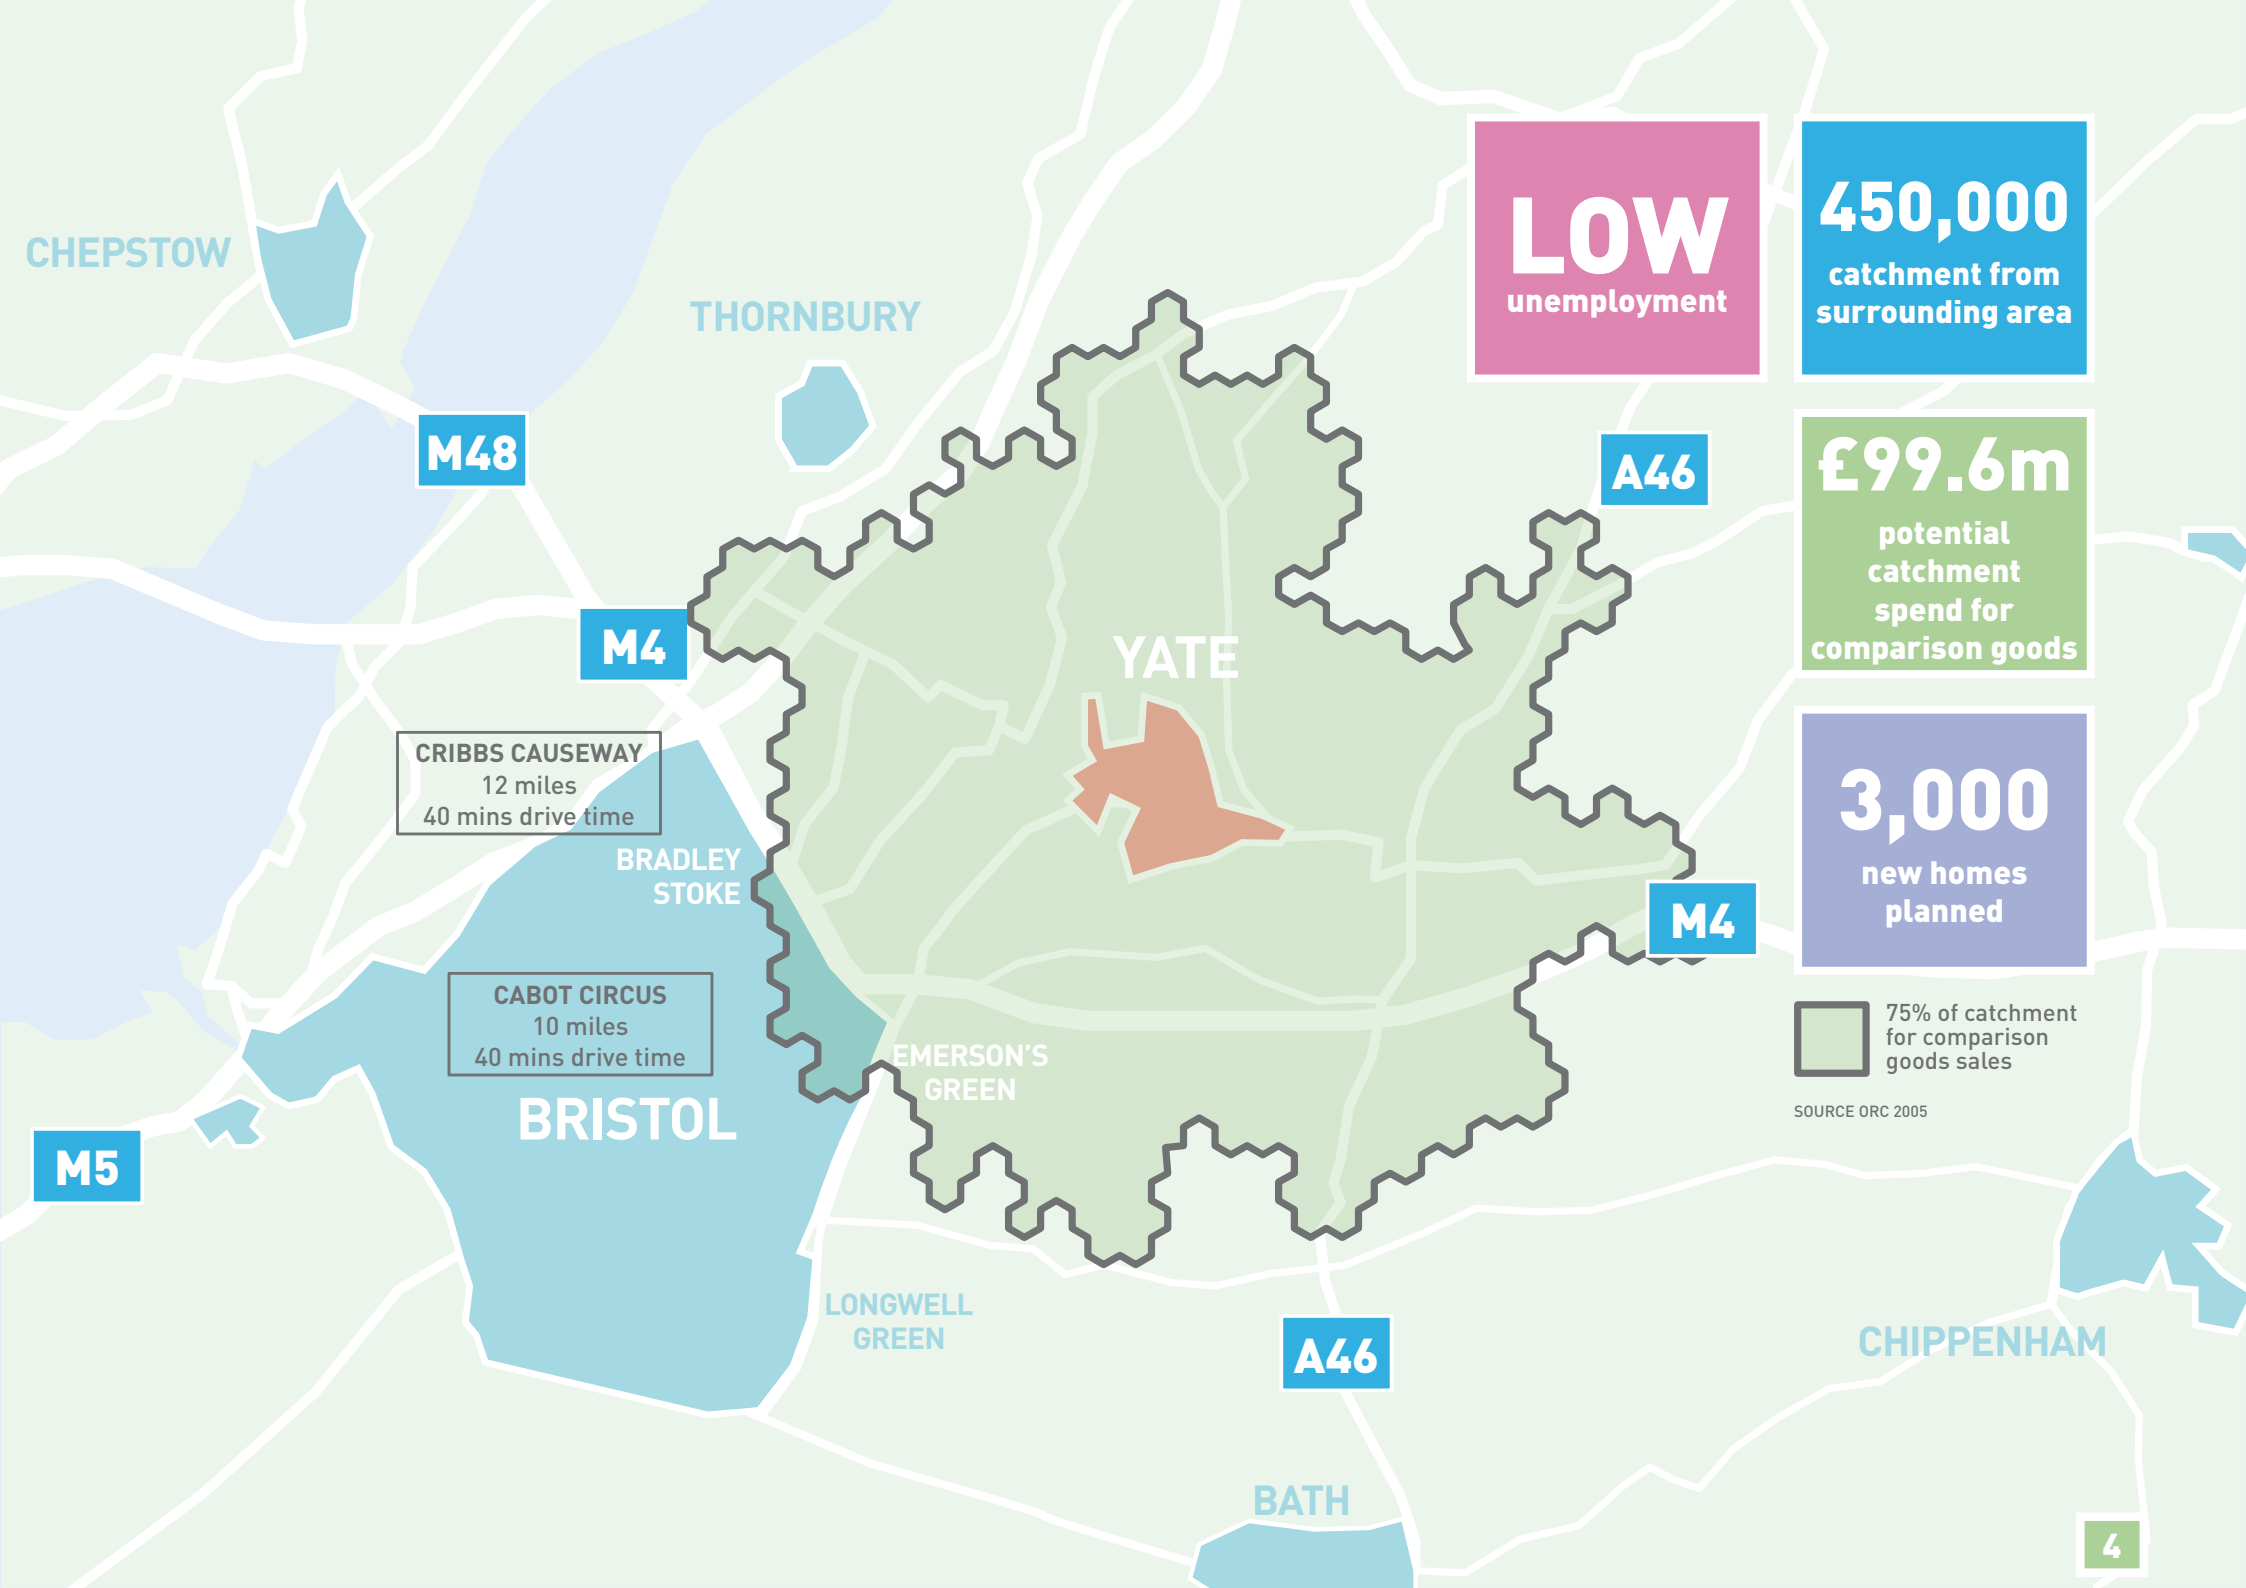 LOW
unemployment
450,000
catchment from
surrounding area
CHEPSTOW
THORNBURY
M48
A46
£99.6m
potential
catchment
spend for
comparison goods
M4
YATE
CRIBBS CAUSEWAY
12 miles
40 mins drive time
3,000
new homes
planned
BRADLEY
STOKE
M4
CABOT CIRCUS
10 miles
40 mins drive time
75% of catchment
for comparison
goods sales
EMERSON'S
GREEN
SOURCE ORC 2005
BRISTOL
M5
LONGWELL
GREEN
A46
CHIPPENHAM
BATH
4